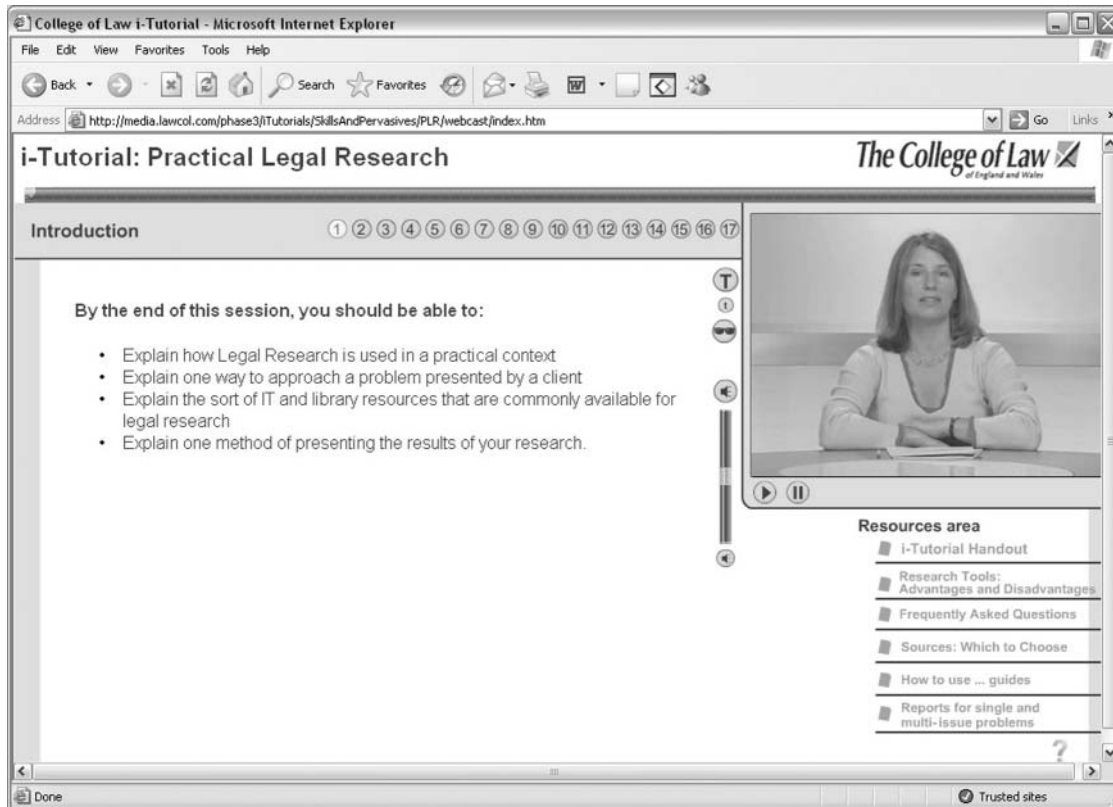 College of Law i-Tutorial - Microsoft Internet Explorer
File Edit View Favorites Tools Help
Back Search Favorites
Address http://media.lawcol.com/phase3/iTutorials/SkillsAndPervasives/PLR/webcast/index.htm Go Links
i-Tutorial: Practical Legal Research
The College of Law
of England and Wales
Introduction
1 2 3 4 5 6 7 8 9 10 11 12 13 14 15 16 17
T
t
By the end of this session, you should be able to:
• Explain how Legal Research is used in a practical context
• Explain one way to approach a problem presented by a client
• Explain the sort of IT and library resources that are commonly available for
legal research
• Explain one method of presenting the results of your research.
Resources area
i-Tutorial Handout
Research Tools:
Advantages and Disadvantages
Frequently Asked Questions
Sources: Which to Choose
How to use ... guides
Reports for single and
multi-issue problems
?
Done
Trusted sites